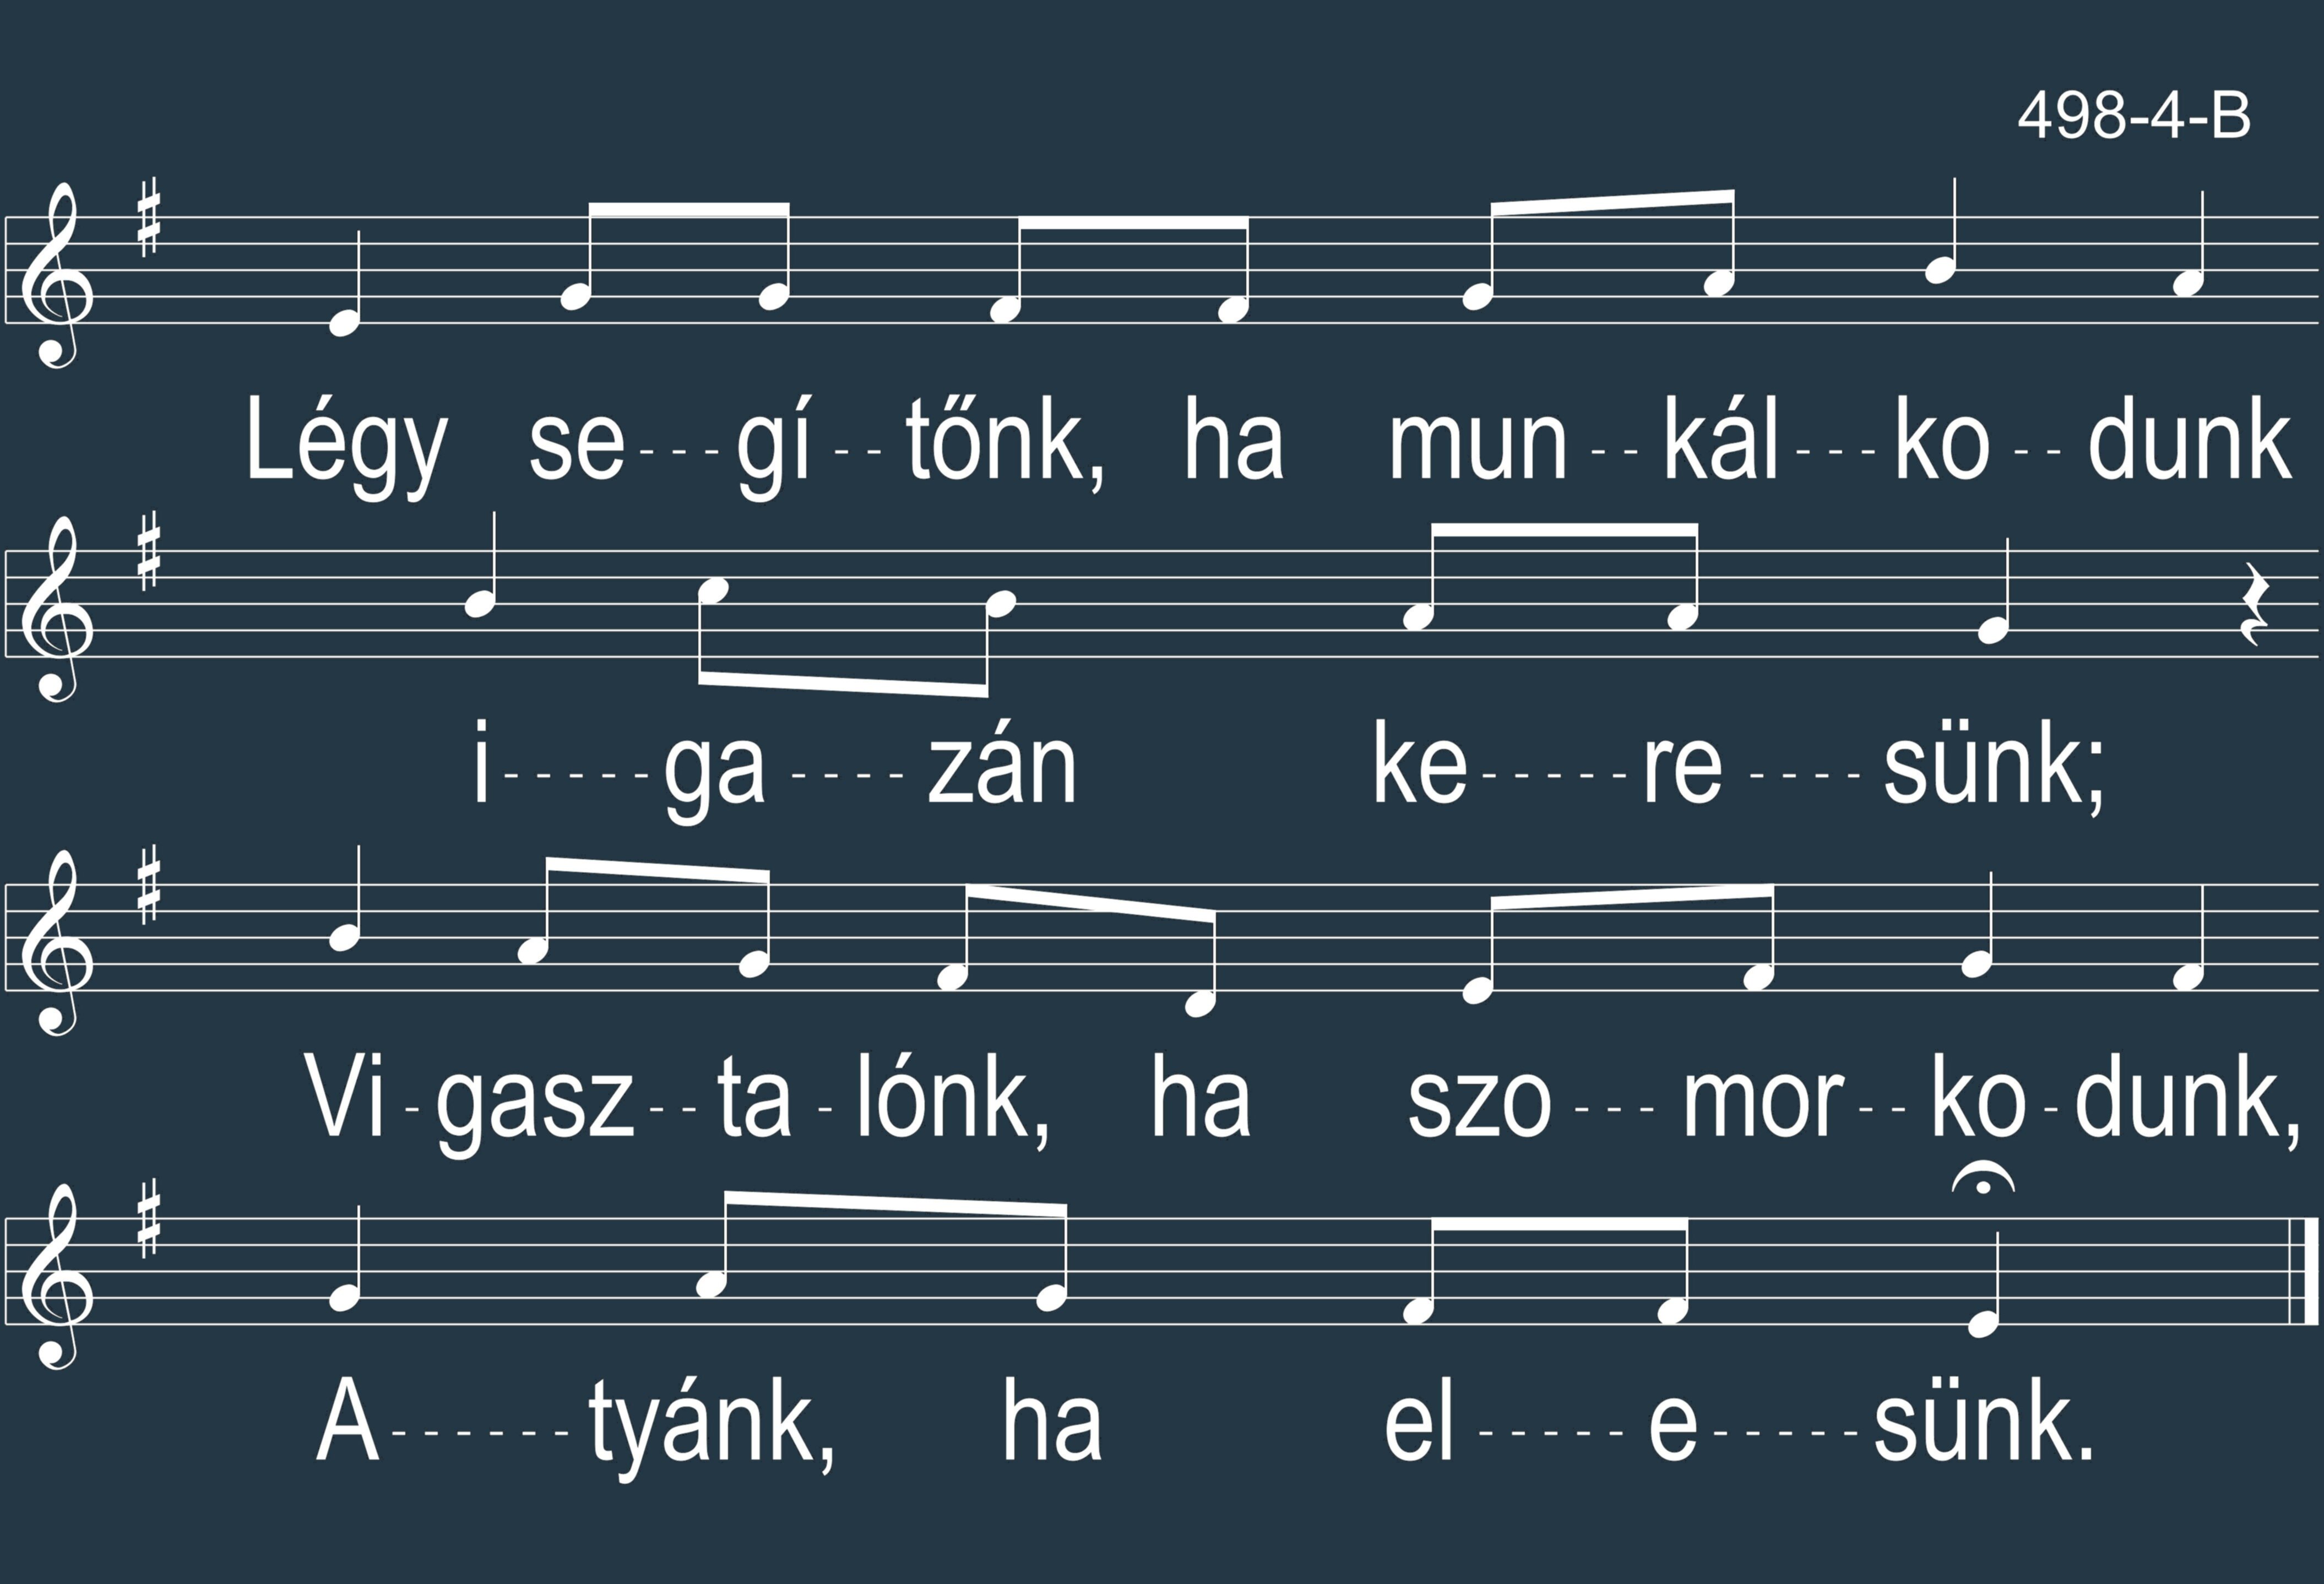 498-4-B
Légy se---gí--tőnk, ha mun--kál---ko--dunk
i-----ga----zán ke-----re----sünk;
Vi-gasz--ta-lónk, ha szo---mor--ko-dunk,
A------tyánk, ha el-----e-----sünk.